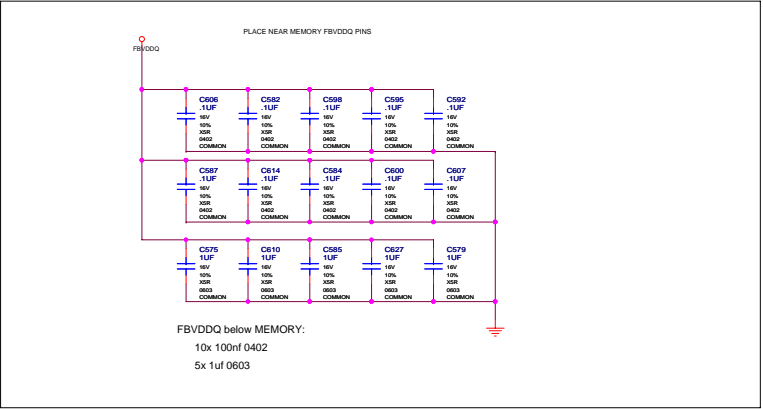 PLACE NEAR MEMORY FBVDDQ PINS
FBVDDQ
C606 C582 C598 C595 C592
.1UF .1UF .1UF .1UF .1UF
16V 16V 16V 16V 16V
10% 10% 10% 10% 10%
X5R X5R X5R X5R X5R
0402 0402 0402 0402 0402
COMMON COMMON COMMON COMMON COMMON
C587 C614 C584 C600 C607
.1UF .1UF .1UF .1UF .1UF
16V 16V 16V 16V 16V
10% 10% 10% 10% 10%
X5R X5R X5R X5R X5R
0402 0402 0402 0402 0402
COMMON COMMON COMMON COMMON COMMON
C575 C610 C585 C627 C579
1UF 1UF 1UF 1UF 1UF
16V 16V 16V 16V 16V
10% 10% 10% 10% 10%
X5R X5R X5R X5R X5R
0603 0603 0603 0603 0603
COMMON COMMON COMMON COMMON COMMON
FBVDDQ below MEMORY:
10x 100nf 0402
5x 1uf 0603